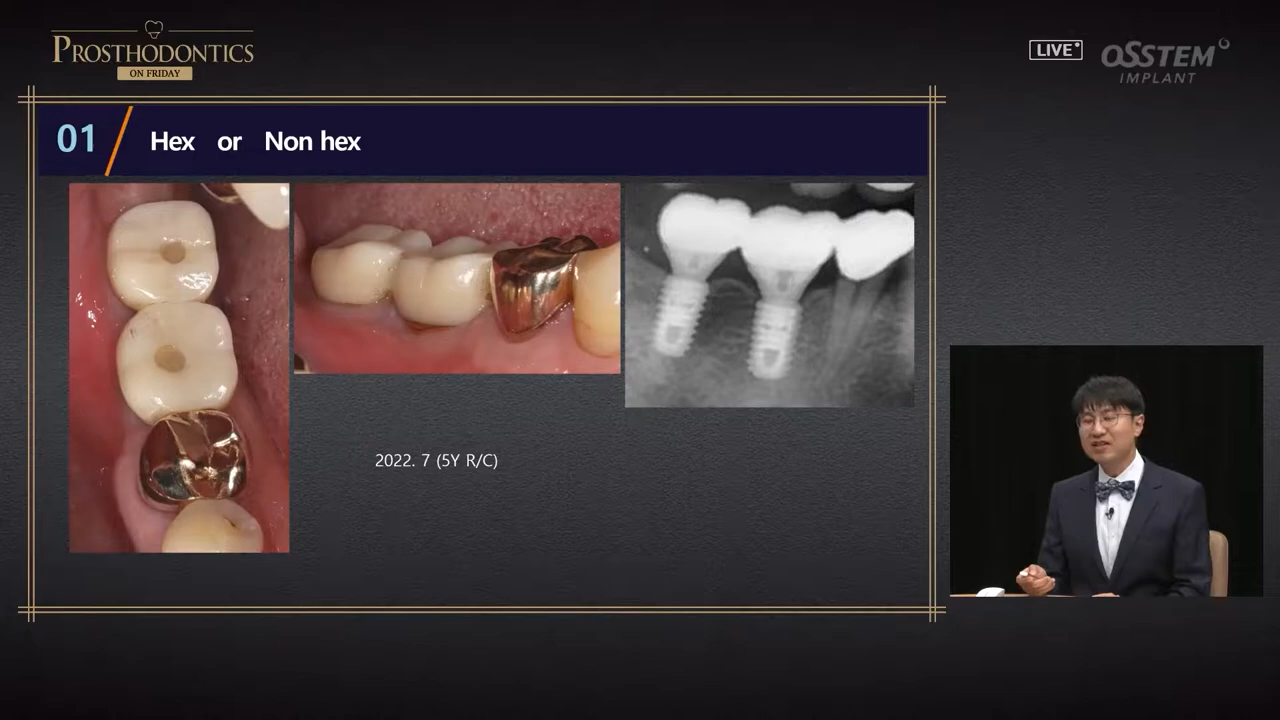 PROSTHODONTICS
ON FRIDAY
LIVE
OSSTEM
IMPLANT
01 / Hex or Non hex
2022. 7 (5Y R/C)